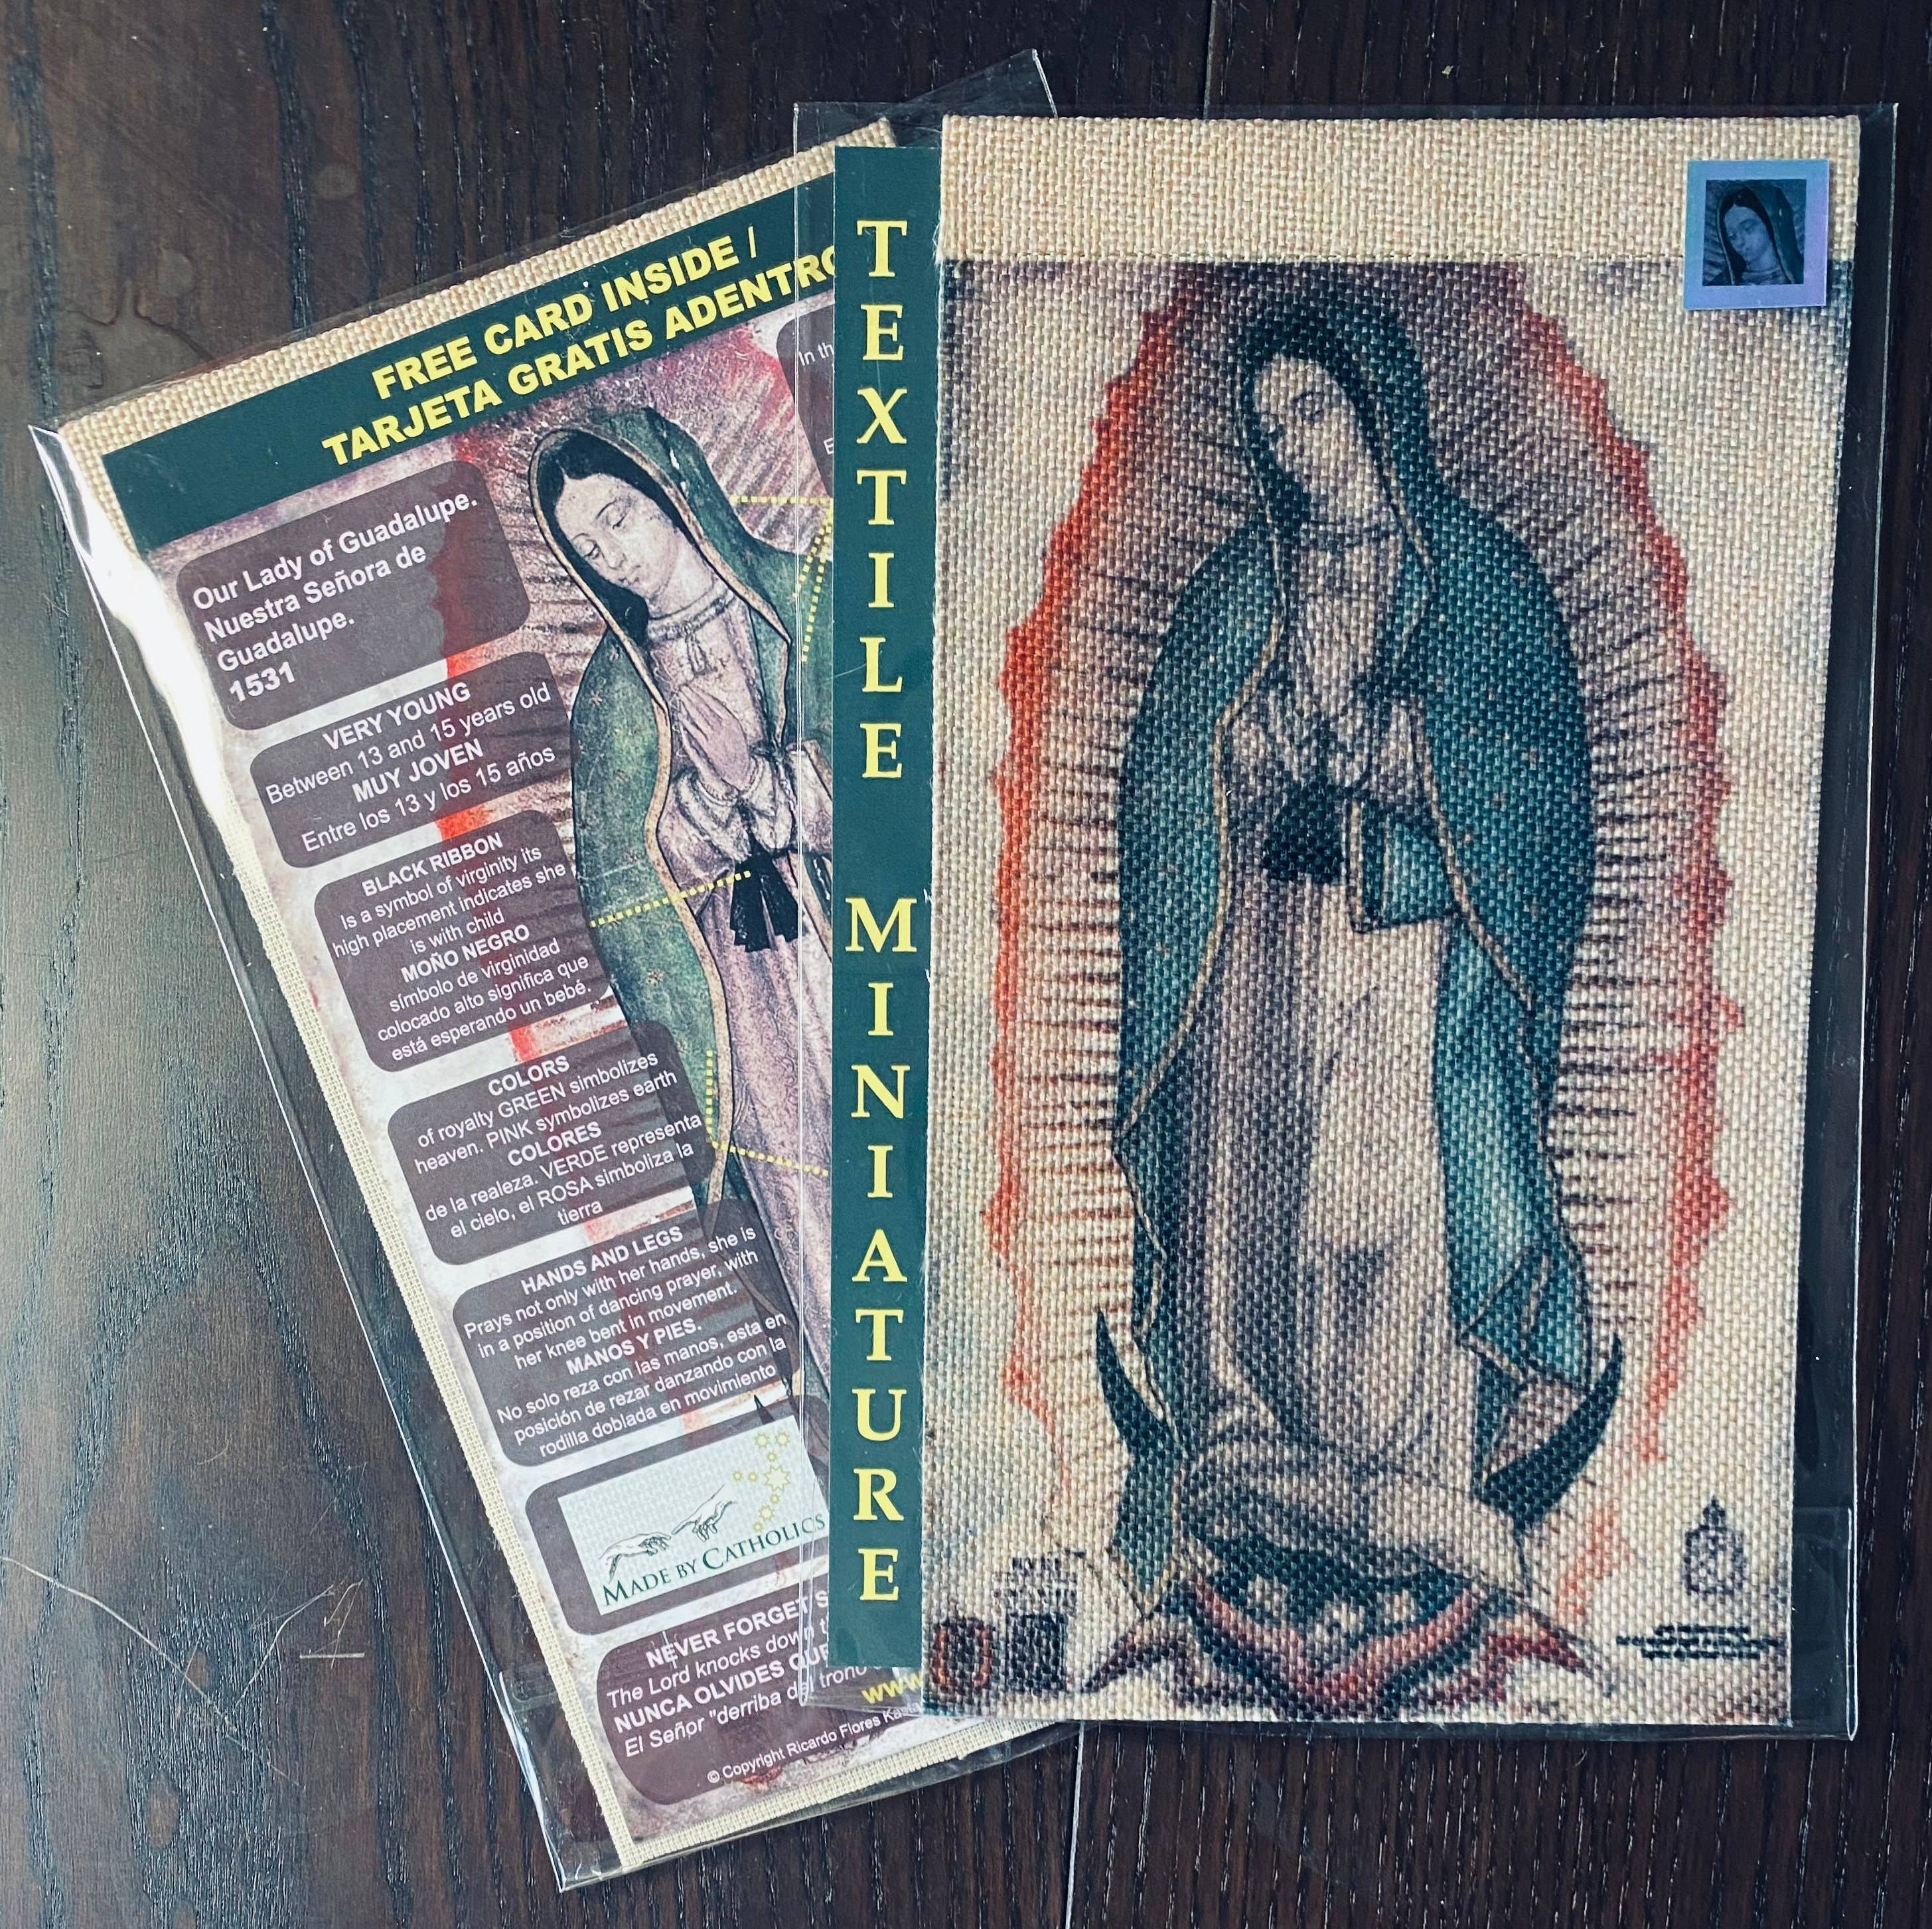 FREE CARD INSIDE /
TARJETA GRATIS ADENTRO
Our Lady of Guadalupe.
Nuestra Señora de
Guadalupe.
1531
VERY YOUNG
Between 13 and 15 years old
MUY JOVEN
Entre los 13 y los 15 años
BLACK RIBBON
Is a symbol of virginity its
high placement indicates she
is with child
MOÑO NEGRO
símbolo de virginidad
colocado alto significa que
está esperando un bebé.
COLORS
of royalty GREEN simbolizes
heaven. PINK symbolizes earth
COLORES
de la realeza. VERDE representa
el cielo, el ROSA simboliza la
tierra
HANDS AND LEGS
Prays not only with her hands, she is
in a position of dancing prayer, with
her knee bent in movement.
MANOS Y PIES.
No solo reza con las manos, esta en
posición de rezar danzando con la
rodilla doblada en movimiento
MADE BY CATHOLICS
NEVER FORGET
The Lord knocks down
NUNCA OLVIDES QUE
El Señor "derriba del trono
www.
© Copyright Ricardo Flores
In
TEXTILE MINIATURE